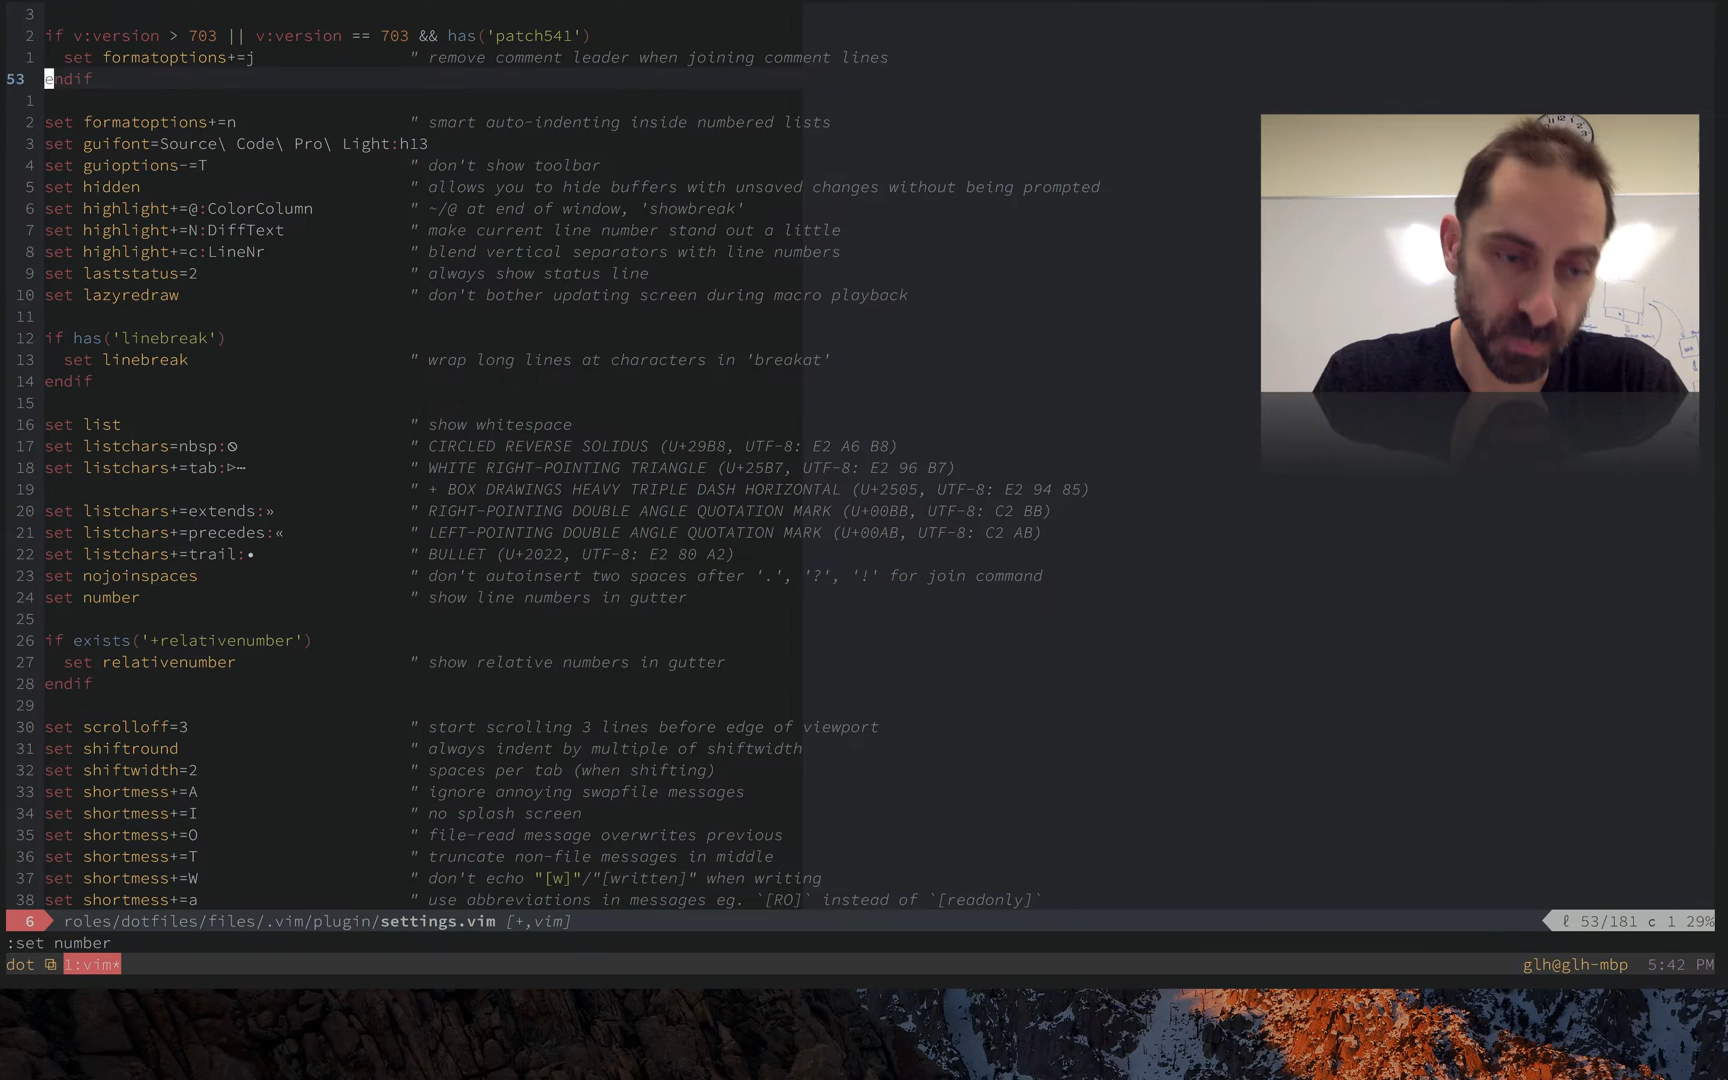 3
2 if v:version > 703 || v:version == 703 && has('patch541')
1   set formatoptions+=j " remove comment leader when joining comment lines
53 endif
1
2 set formatoptions+=n " smart auto-indenting inside numbered lists
3 set guifont=Source\ Code\ Pro\ Light:h13
4 set guioptions-=T " don't show toolbar
5 set hidden " allows you to hide buffers with unsaved changes without being prompted
6 set highlight+=@:ColorColumn " ~/@ at end of window, 'showbreak'
7 set highlight+=N:DiffText " make current line number stand out a little
8 set highlight+=c:LineNr " blend vertical separators with line numbers
9 set laststatus=2 " always show status line
10 set lazyredraw " don't bother updating screen during macro playback
11
12 if has('linebreak')
13   set linebreak " wrap long lines at characters in 'breakat'
14 endif
15
16 set list " show whitespace
17 set listchars=nbsp:⦸ " CIRCLED REVERSE SOLIDUS (U+29B8, UTF-8: E2 A6 B8)
18 set listchars+=tab:▷┅ " WHITE RIGHT-POINTING TRIANGLE (U+25B7, UTF-8: E2 96 B7)
19 " + BOX DRAWINGS HEAVY TRIPLE DASH HORIZONTAL (U+2505, UTF-8: E2 94 85)
20 set listchars+=extends:» " RIGHT-POINTING DOUBLE ANGLE QUOTATION MARK (U+00BB, UTF-8: C2 BB)
21 set listchars+=precedes:« " LEFT-POINTING DOUBLE ANGLE QUOTATION MARK (U+00AB, UTF-8: C2 AB)
22 set listchars+=trail:• " BULLET (U+2022, UTF-8: E2 80 A2)
23 set nojoinspaces " don't autoinsert two spaces after '.', '?', '!' for join command
24 set number " show line numbers in gutter
25
26 if exists('+relativenumber')
27   set relativenumber " show relative numbers in gutter
28 endif
29
30 set scrolloff=3 " start scrolling 3 lines before edge of viewport
31 set shiftround " always indent by multiple of shiftwidth
32 set shiftwidth=2 " spaces per tab (when shifting)
33 set shortmess+=A " ignore annoying swapfile messages
34 set shortmess+=I " no splash screen
35 set shortmess+=O " file-read message overwrites previous
36 set shortmess+=T " truncate non-file messages in middle
37 set shortmess+=W " don't echo "[w]"/"[written]" when writing
38 set shortmess+=a " use abbreviations in messages eg. `[RO]` instead of `[readonly]`
6 roles/dotfiles/files/.vim/plugin/settings.vim [+,vim] ℓ 53/181 c 1 29%
:set number
dot 1:vim* glh@glh-mbp 5:42 PM